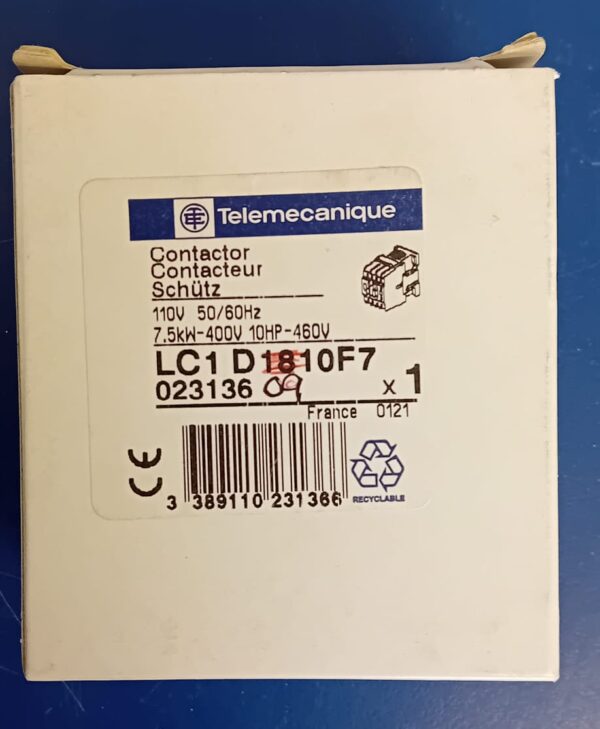 Telemecanique
Contactor
Contacteur
Schütz
110V 50/60Hz
7.5kW-400V 10HP-460V
LC1 D1810F7
023136 09 x 1
France 0121
CE
3 389110 231366
RECYCLABLE